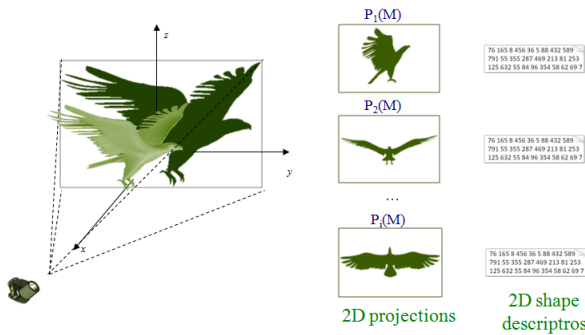 z
y
x
P1(M)
76 165 8 456 36 5 88 432 589
791 55 355 287 469 213 81 253
125 632 55 84 96 354 58 62 69 7
P2(M)
76 165 8 456 36 5 88 432 589
791 55 355 287 469 213 81 253
125 632 55 84 96 354 58 62 69 7
...
Pi(M)
76 165 8 456 36 5 88 432 589
791 55 355 287 469 213 81 253
125 632 55 84 96 354 58 62 69 7
2D projections
2D shape
descriptros